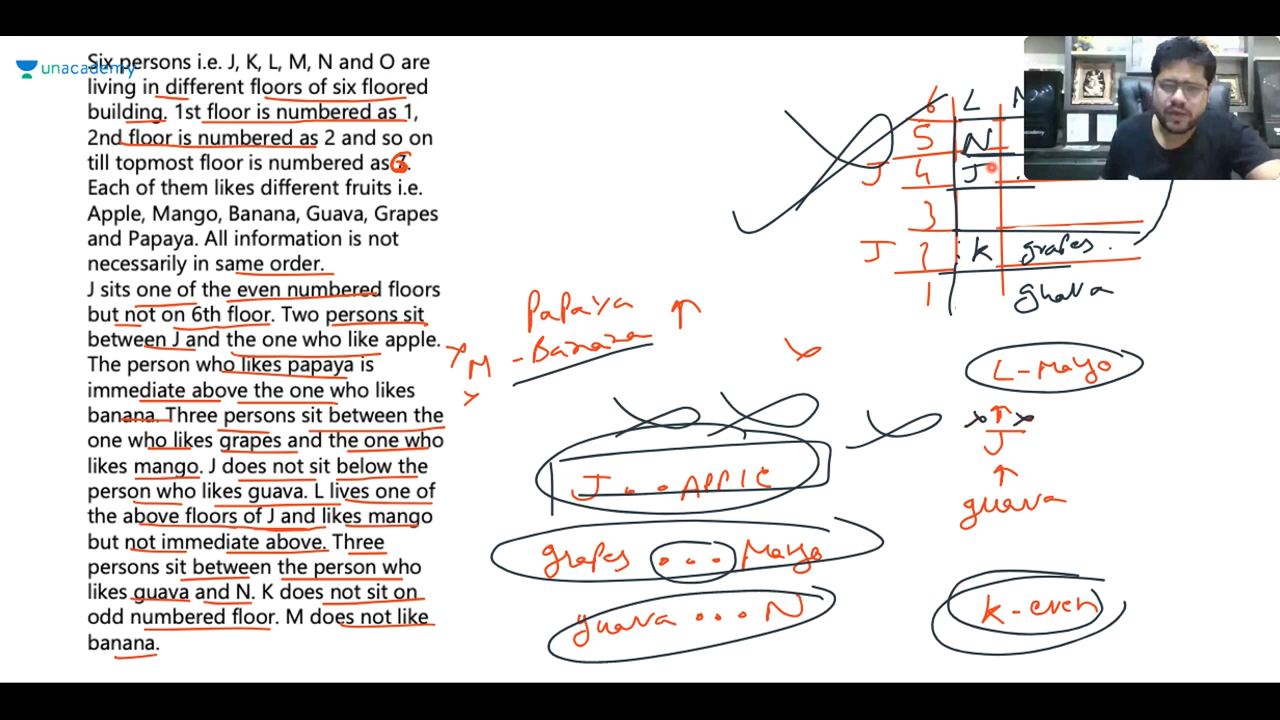 Six persons i.e. J, K, L, M, N and O are
unacademy
living in different floors of six floored
building. 1st floor is numbered as 1,
2nd floor is numbered as 2 and so on
till topmost floor is numbered as 6.
Each of them likes different fruits i.e.
Apple, Mango, Banana, Guava, Grapes
and Papaya. All information is not
necessarily in same order.
J sits one of the even numbered floors
but not on 6th floor. Two persons sit
between J and the one who like apple.
The person who likes papaya is
immediate above the one who likes
banana. Three persons sit between the
one who likes grapes and the one who
likes mango. J does not sit below the
person who likes guava. L lives one of
the above floors of J and likes mango
but not immediate above. Three
persons sit between the person who
likes guava and N. K does not sit on
odd numbered floor. M does not like
banana.
Papaya ↑
M - Banana
J . . . APPLE
grapes . . . Mango
guava . . . N
6 L
5 N
J 4 J .
3
J 2 : K grapes .
1 guava
L - Mango
x ↑ x
J
↑
guava
K - even